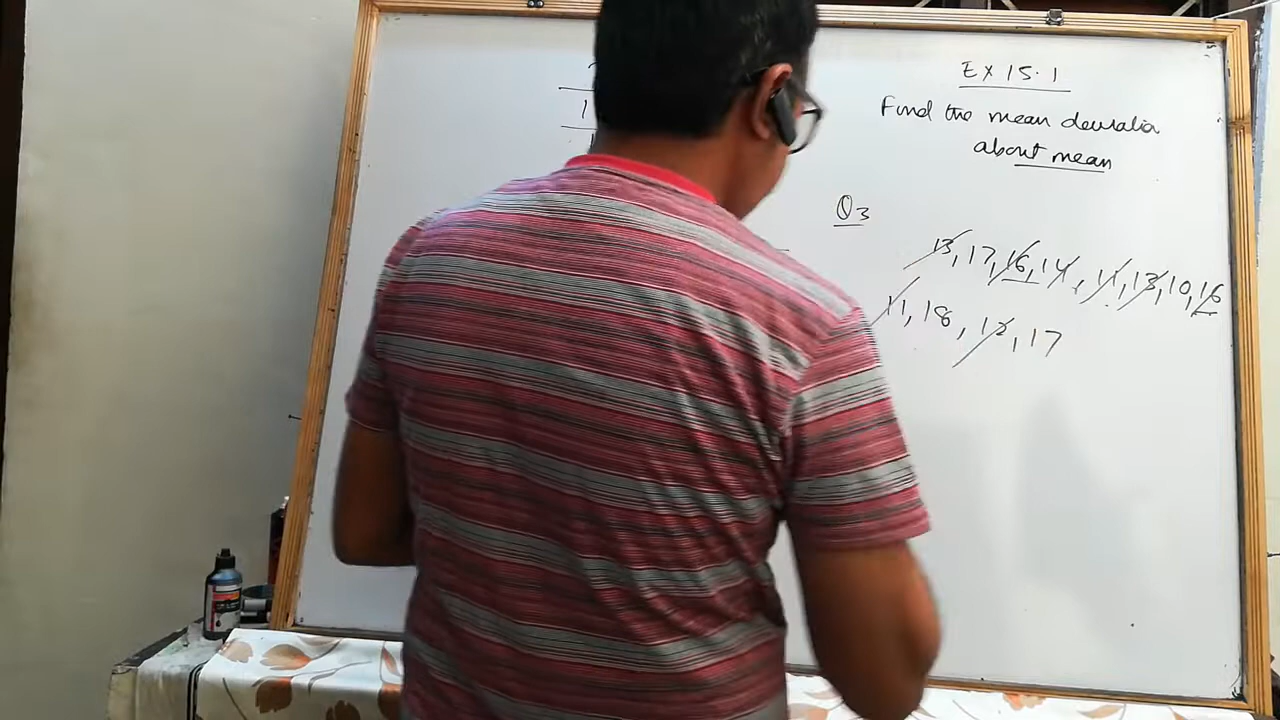 EX 15.1
Find the mean deviatio
about mean
Q3
13, 17, 16, 14, 11, 13, 10, 16
11, 18, 12, 17